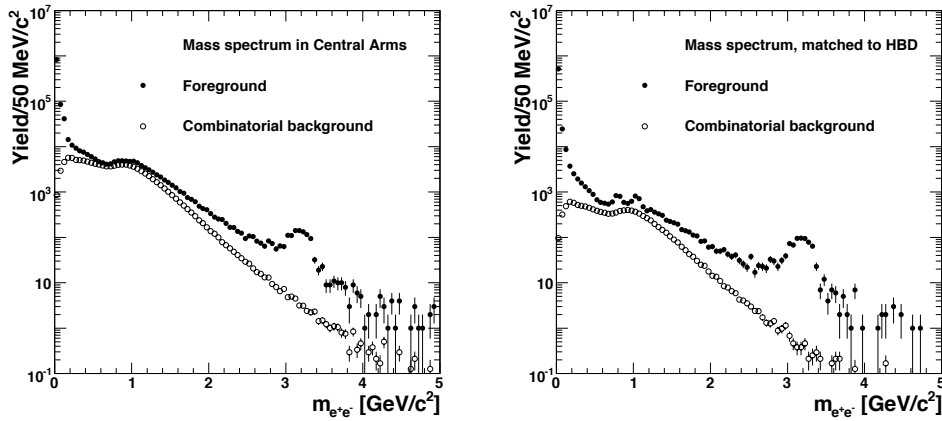 Yield/50 MeV/c²
10⁷
10⁵
10³
10
10⁻¹
Mass spectrum in Central Arms
Foreground
Combinatorial background
0 1 2 3 4 5
mₑ⁺ₑ⁻ [GeV/c²]
Yield/50 MeV/c²
10⁷
10⁵
10³
10
10⁻¹
Mass spectrum, matched to HBD
Foreground
Combinatorial background
0 1 2 3 4 5
mₑ⁺ₑ⁻ [GeV/c²]